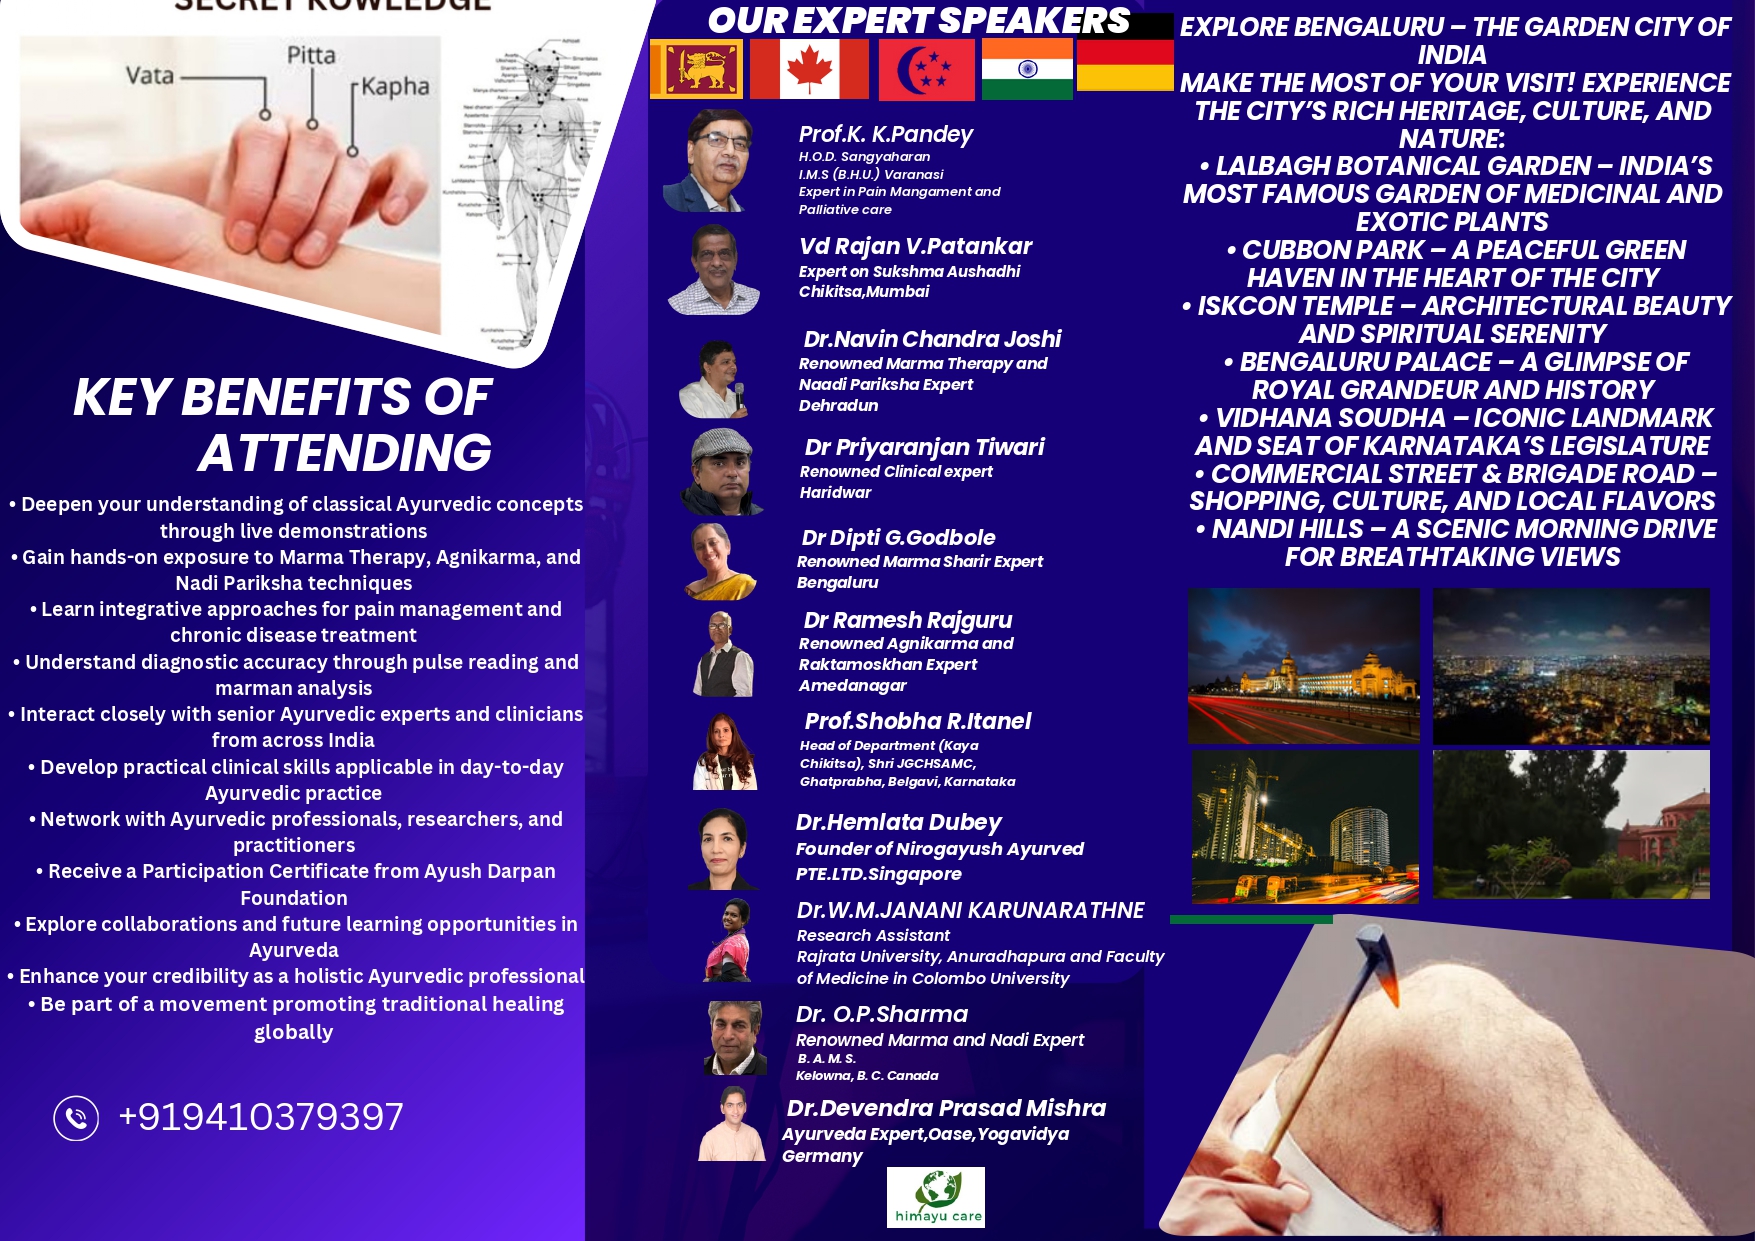 SECRET KOWLEDGE
Vata
Pitta
Kapha
KEY BENEFITS OF
ATTENDING
• Deepen your understanding of classical Ayurvedic concepts
through live demonstrations
• Gain hands-on exposure to Marma Therapy, Agnikarma, and
Nadi Pariksha techniques
• Learn integrative approaches for pain management and
chronic disease treatment
• Understand diagnostic accuracy through pulse reading and
marman analysis
• Interact closely with senior Ayurvedic experts and clinicians
from across India
• Develop practical clinical skills applicable in day-to-day
Ayurvedic practice
• Network with Ayurvedic professionals, researchers, and
practitioners
• Receive a Participation Certificate from Ayush Darpan
Foundation
• Explore collaborations and future learning opportunities in
Ayurveda
• Enhance your credibility as a holistic Ayurvedic professional
• Be part of a movement promoting traditional healing
globally
+919410379397
OUR EXPERT SPEAKERS
Prof.K. K.Pandey
H.O.D. Sangyaharan
I.M.S (B.H.U.) Varanasi
Expert in Pain Mangament and
Palliative care
Vd Rajan V.Patankar
Expert on Sukshma Aushadhi
Chikitsa,Mumbai
Dr.Navin Chandra Joshi
Renowned Marma Therapy and
Naadi Pariksha Expert
Dehradun
Dr Priyaranjan Tiwari
Renowned Clinical expert
Haridwar
Dr Dipti G.Godbole
Renowned Marma Sharir Expert
Bengaluru
Dr Ramesh Rajguru
Renowned Agnikarma and
Raktamoskhan Expert
Amedanagar
Prof.Shobha R.Itanel
Head of Department (Kaya
Chikitsa), Shri JGCHSAMC,
Ghatprabha, Belgavi, Karnataka
Dr.Hemlata Dubey
Founder of Nirogayush Ayurved
PTE.LTD.Singapore
Dr.W.M.JANANI KARUNARATHNE
Research Assistant
Rajrata University, Anuradhapura and Faculty
of Medicine in Colombo University
Dr. O.P.Sharma
Renowned Marma and Nadi Expert
B. A. M. S.
Kelowna, B. C. Canada
Dr.Devendra Prasad Mishra
Ayurveda Expert,Oase,Yogavidya
Germany
himayu care
EXPLORE BENGALURU – THE GARDEN CITY OF
INDIA
MAKE THE MOST OF YOUR VISIT! EXPERIENCE
THE CITY’S RICH HERITAGE, CULTURE, AND
NATURE:
• LALBAGH BOTANICAL GARDEN – INDIA’S
MOST FAMOUS GARDEN OF MEDICINAL AND
EXOTIC PLANTS
• CUBBON PARK – A PEACEFUL GREEN
HAVEN IN THE HEART OF THE CITY
• ISKCON TEMPLE – ARCHITECTURAL BEAUTY
AND SPIRITUAL SERENITY
• BENGALURU PALACE – A GLIMPSE OF
ROYAL GRANDEUR AND HISTORY
• VIDHANA SOUDHA – ICONIC LANDMARK
AND SEAT OF KARNATAKA’S LEGISLATURE
• COMMERCIAL STREET & BRIGADE ROAD –
SHOPPING, CULTURE, AND LOCAL FLAVORS
• NANDI HILLS – A SCENIC MORNING DRIVE
FOR BREATHTAKING VIEWS